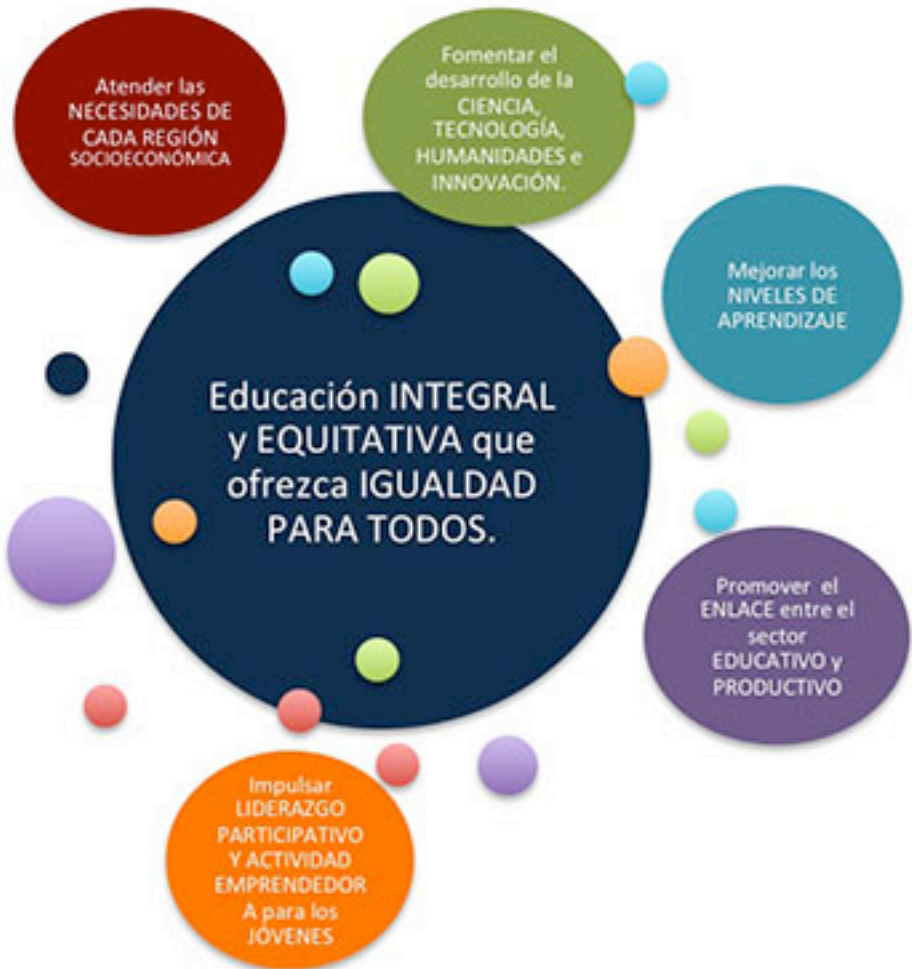 Atender las
NECESIDADES DE
CADA REGIÓN
SOCIOECONÓMICA
Fomentar el
desarrollo de la
CIENCIA,
TECNOLOGÍA,
HUMANIDADES e
INNOVACIÓN.
Mejorar los
NIVELES DE
APRENDIZAJE
Educación INTEGRAL
y EQUITATIVA que
ofrezca IGUALDAD
PARA TODOS.
Promover el
ENLACE entre el
sector
EDUCATIVO y
PRODUCTIVO
Impulsar
LIDERAZGO
PARTICIPATIVO
Y ACTIVIDAD
EMPRENDEDOR
A para los
JÓVENES